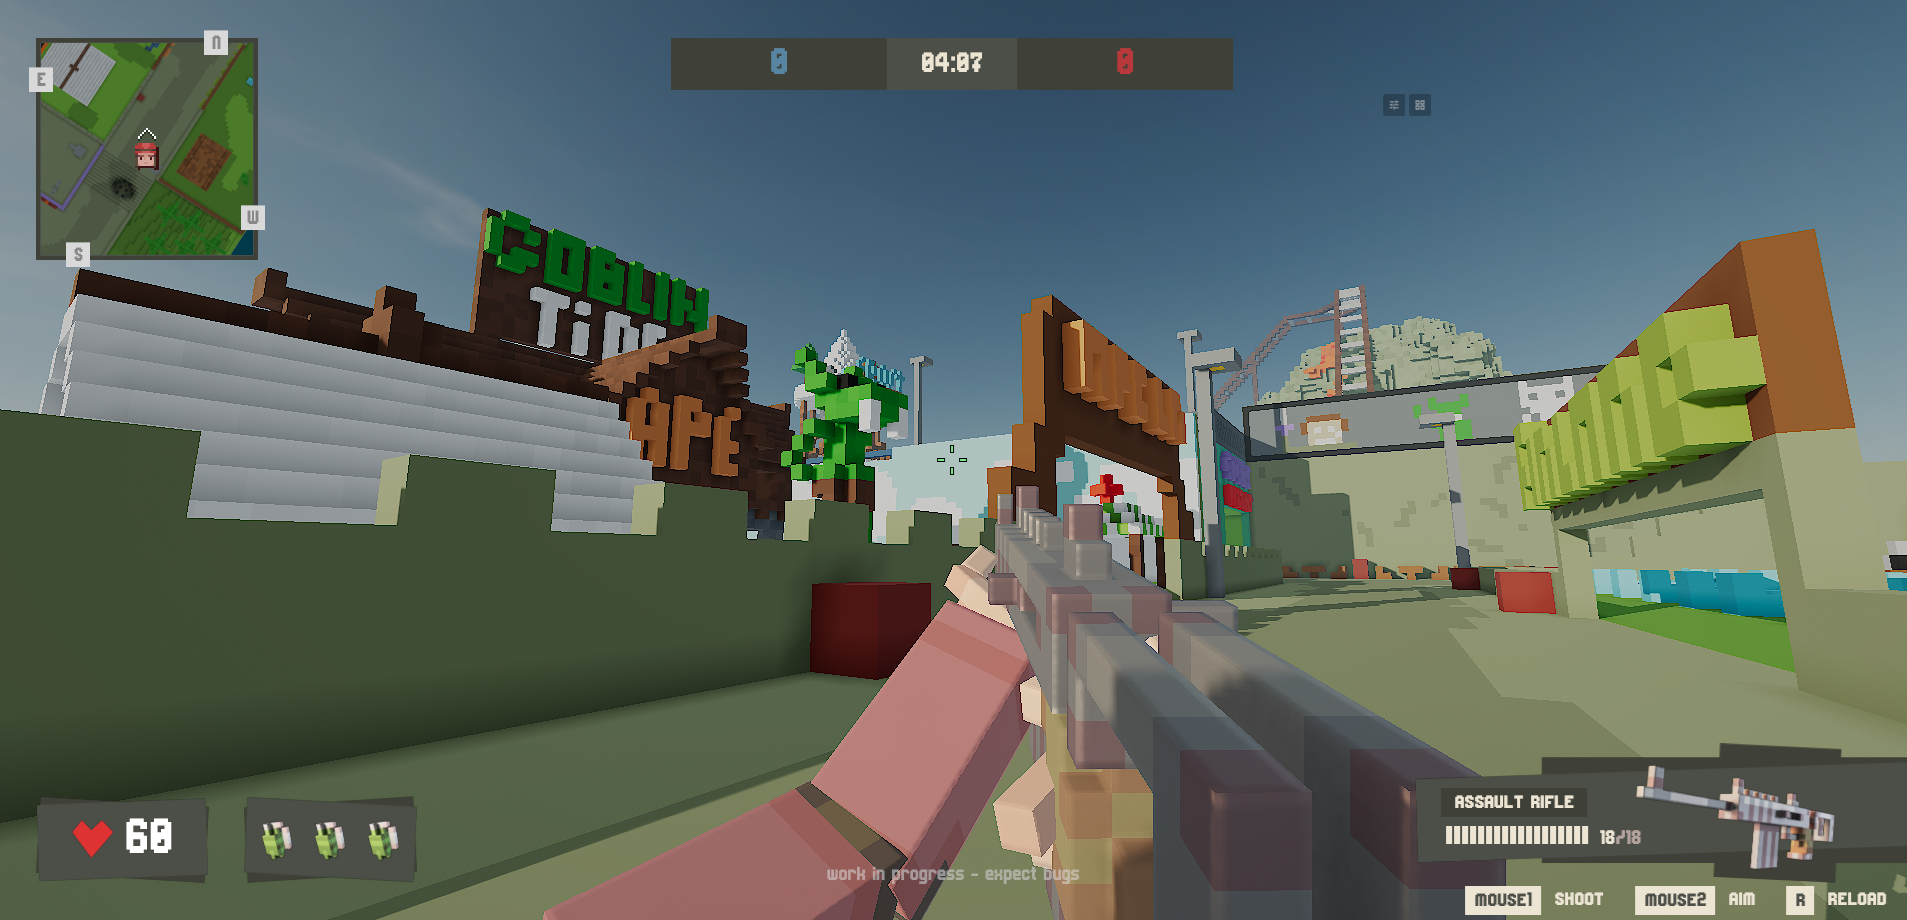 N
E
W
S
0 04:07 0
GOBLIN
APE
60
ASSAULT RIFLE
18/18
work in progress - expect bugs
MOUSE1 SHOOT MOUSE2 AIM R RELOAD